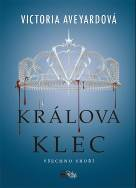 VICTORIA AVEYARDOVÁ
KRÁLOVA
KLEC
VŠECHNO SHOŘÍ